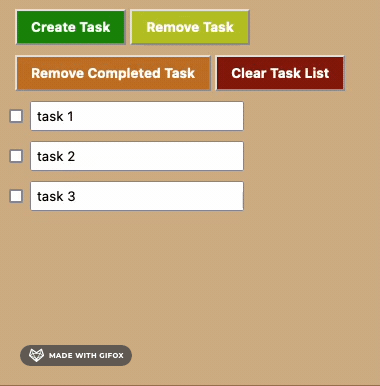 Create Task Remove Task
Remove Completed Task Clear Task List
task 1
task 2
task 3
MADE WITH GIFOX